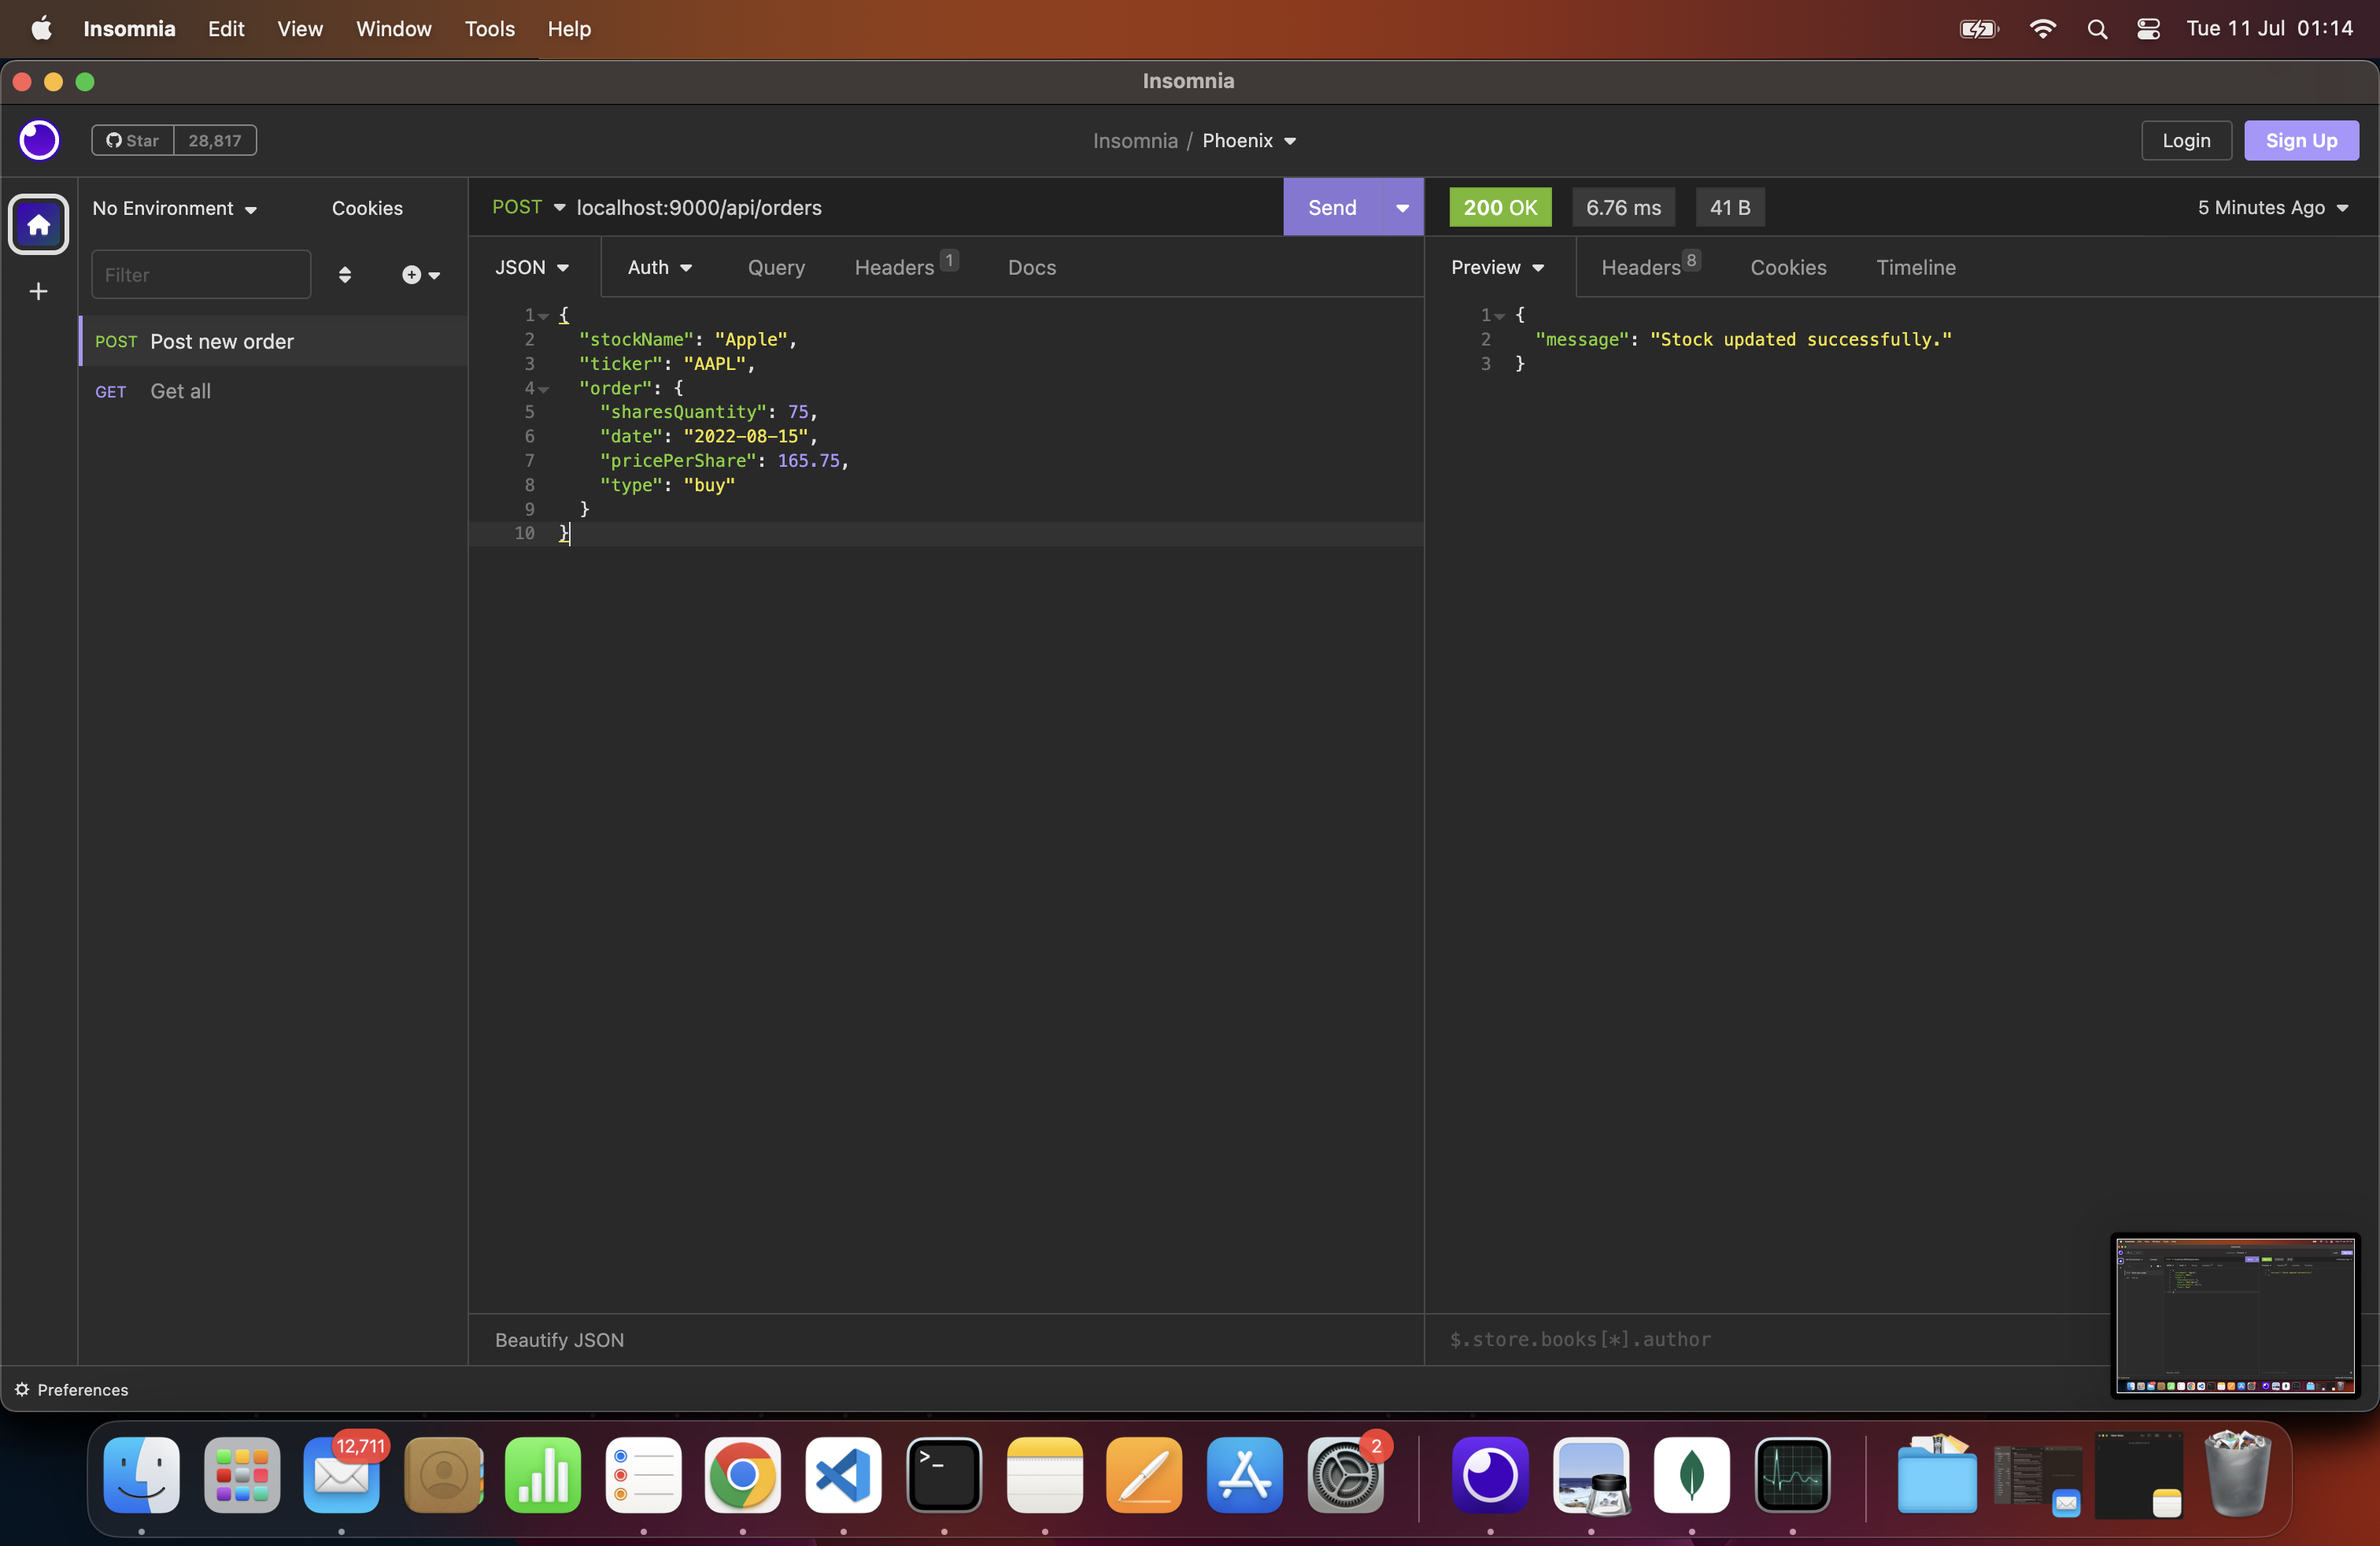 Insomnia Edit View Window Tools Help Tue 11 Jul 01:14
Insomnia
Star 28,817 Insomnia / Phoenix Login Sign Up
No Environment Cookies
Filter
POST Post new order
GET Get all
POST localhost:9000/api/orders Send
JSON Auth Query Headers 1 Docs
1 {
2 "stockName": "Apple",
3 "ticker": "AAPL",
4 "order": {
5 "sharesQuantity": 75,
6 "date": "2022-08-15",
7 "pricePerShare": 165.75,
8 "type": "buy"
9 }
10 }
Beautify JSON
200 OK 6.76 ms 41 B 5 Minutes Ago
Preview Headers 8 Cookies Timeline
1 {
2 "message": "Stock updated successfully."
3 }
$.store.books[*].author
Preferences
12,711
>_
2